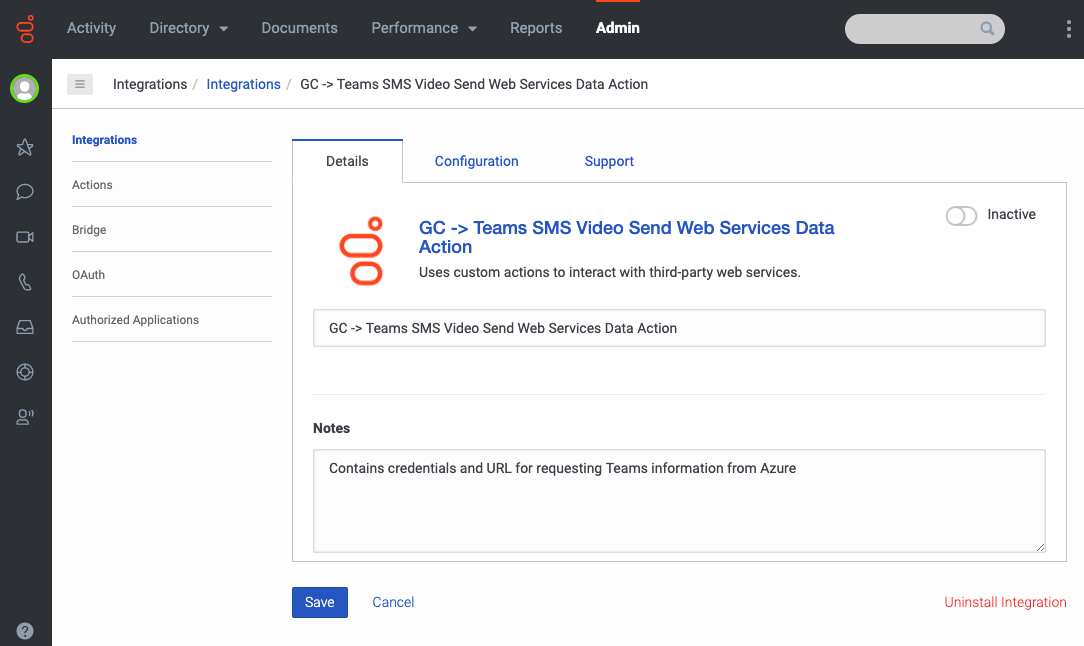 Activity Directory Documents Performance Reports Admin
Integrations / Integrations / GC -> Teams SMS Video Send Web Services Data Action
Integrations
Actions
Bridge
OAuth
Authorized Applications
Details Configuration Support
Inactive
GC -> Teams SMS Video Send Web Services Data
Action
Uses custom actions to interact with third-party web services.
GC -> Teams SMS Video Send Web Services Data Action
Notes
Contains credentials and URL for requesting Teams information from Azure
Save Cancel Uninstall Integration
?